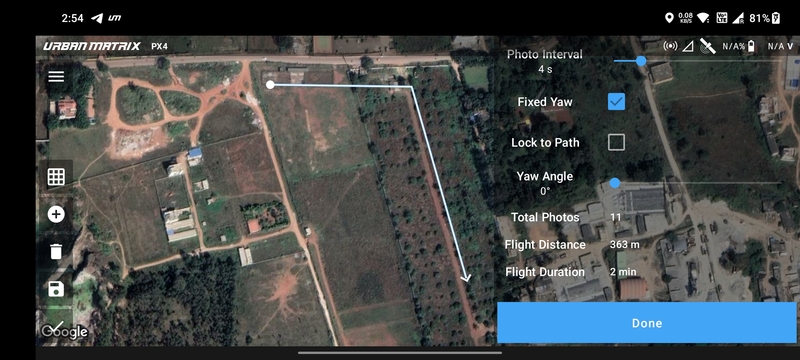 2:54
um
0.08
KB/S
81%
URBAN MATRIX PX4
N/A%
N/A V
Photo Interval
4 s
Fixed Yaw
Lock to Path
Yaw Angle
0°
Total Photos 11
Flight Distance 363 m
Flight Duration 2 min
Done
Google